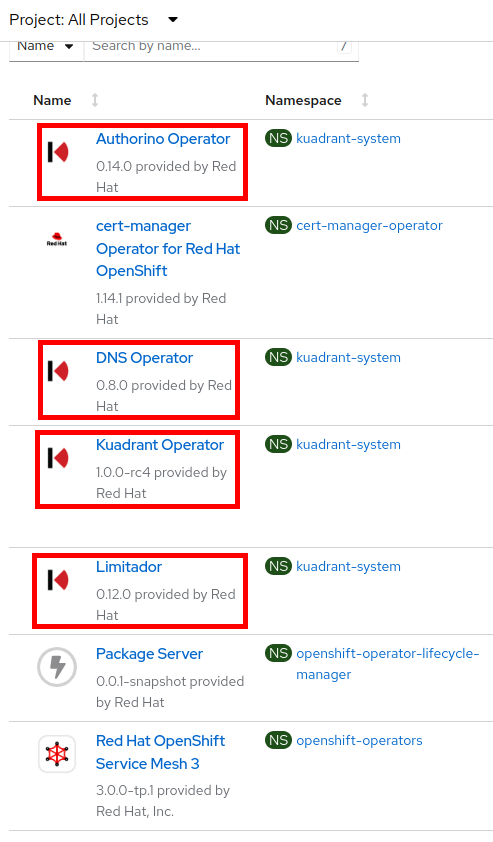 Project: All Projects
Name
Search by name...
/
Name
Namespace
Authorino Operator
0.14.0 provided by Red
Hat
NS kuadrant-system
Red Hat
cert-manager
Operator for Red Hat
OpenShift
1.14.1 provided by Red
Hat
NS cert-manager-operator
DNS Operator
0.8.0 provided by Red
Hat
NS kuadrant-system
Kuadrant Operator
1.0.0-rc4 provided by
Red Hat
NS kuadrant-system
Limitador
0.12.0 provided by Red
Hat
NS kuadrant-system
Package Server
0.0.1-snapshot provided
by Red Hat
NS openshift-operator-lifecycle-
manager
Red Hat OpenShift
Service Mesh 3
3.0.0-tp.1 provided by
Red Hat, Inc.
NS openshift-operators